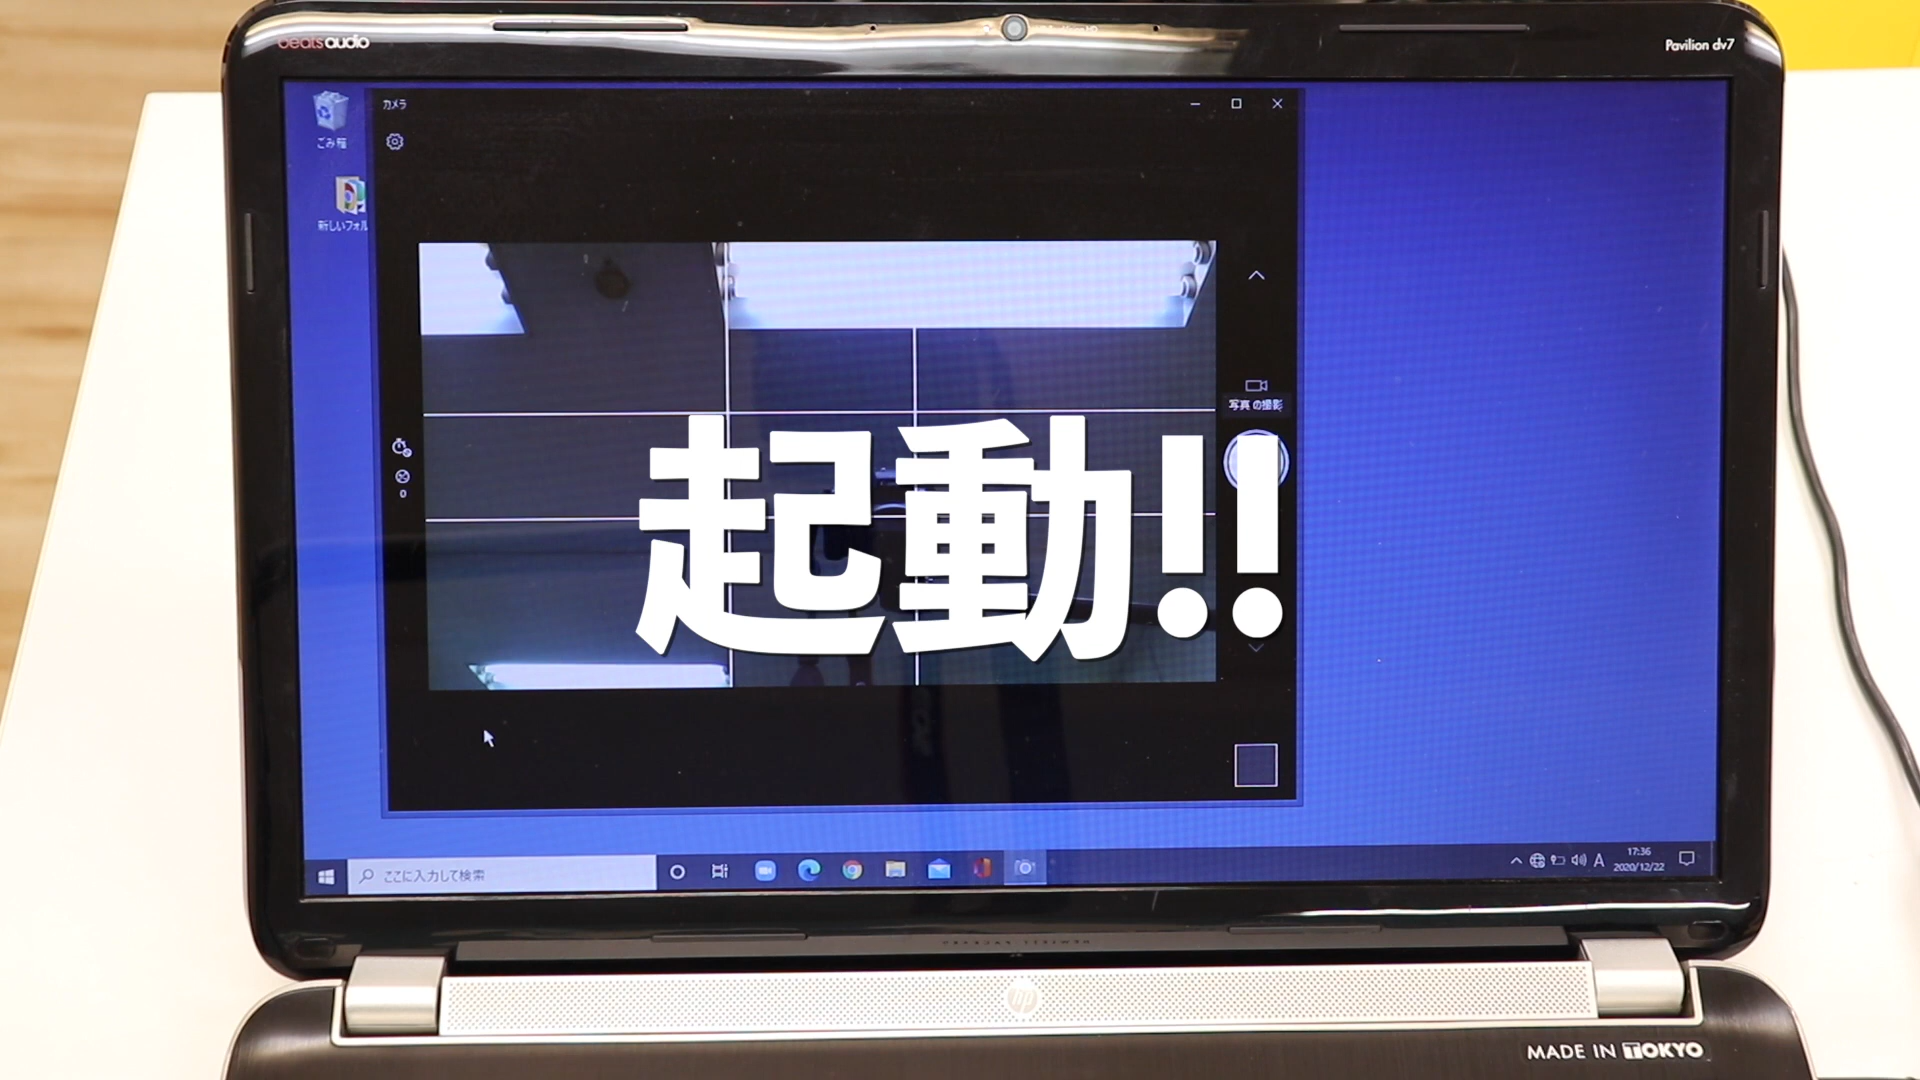 beats audio
Pavilion dv7
カメラ
ごみ箱
新しいフォル
写真の撮影
起動!!
0
ここに入力して検索
A
17:36
2020/12/22
hp
MADE IN TOKYO